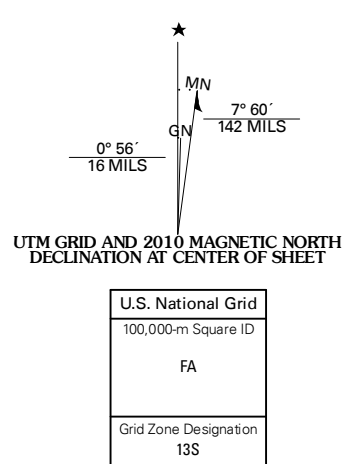 ★
MN
7° 60´
142 MILS
GN
0° 56´
16 MILS
UTM GRID AND 2010 MAGNETIC NORTH
DECLINATION AT CENTER OF SHEET
U.S. National Grid
100,000-m Square ID
FA
Grid Zone Designation
13S